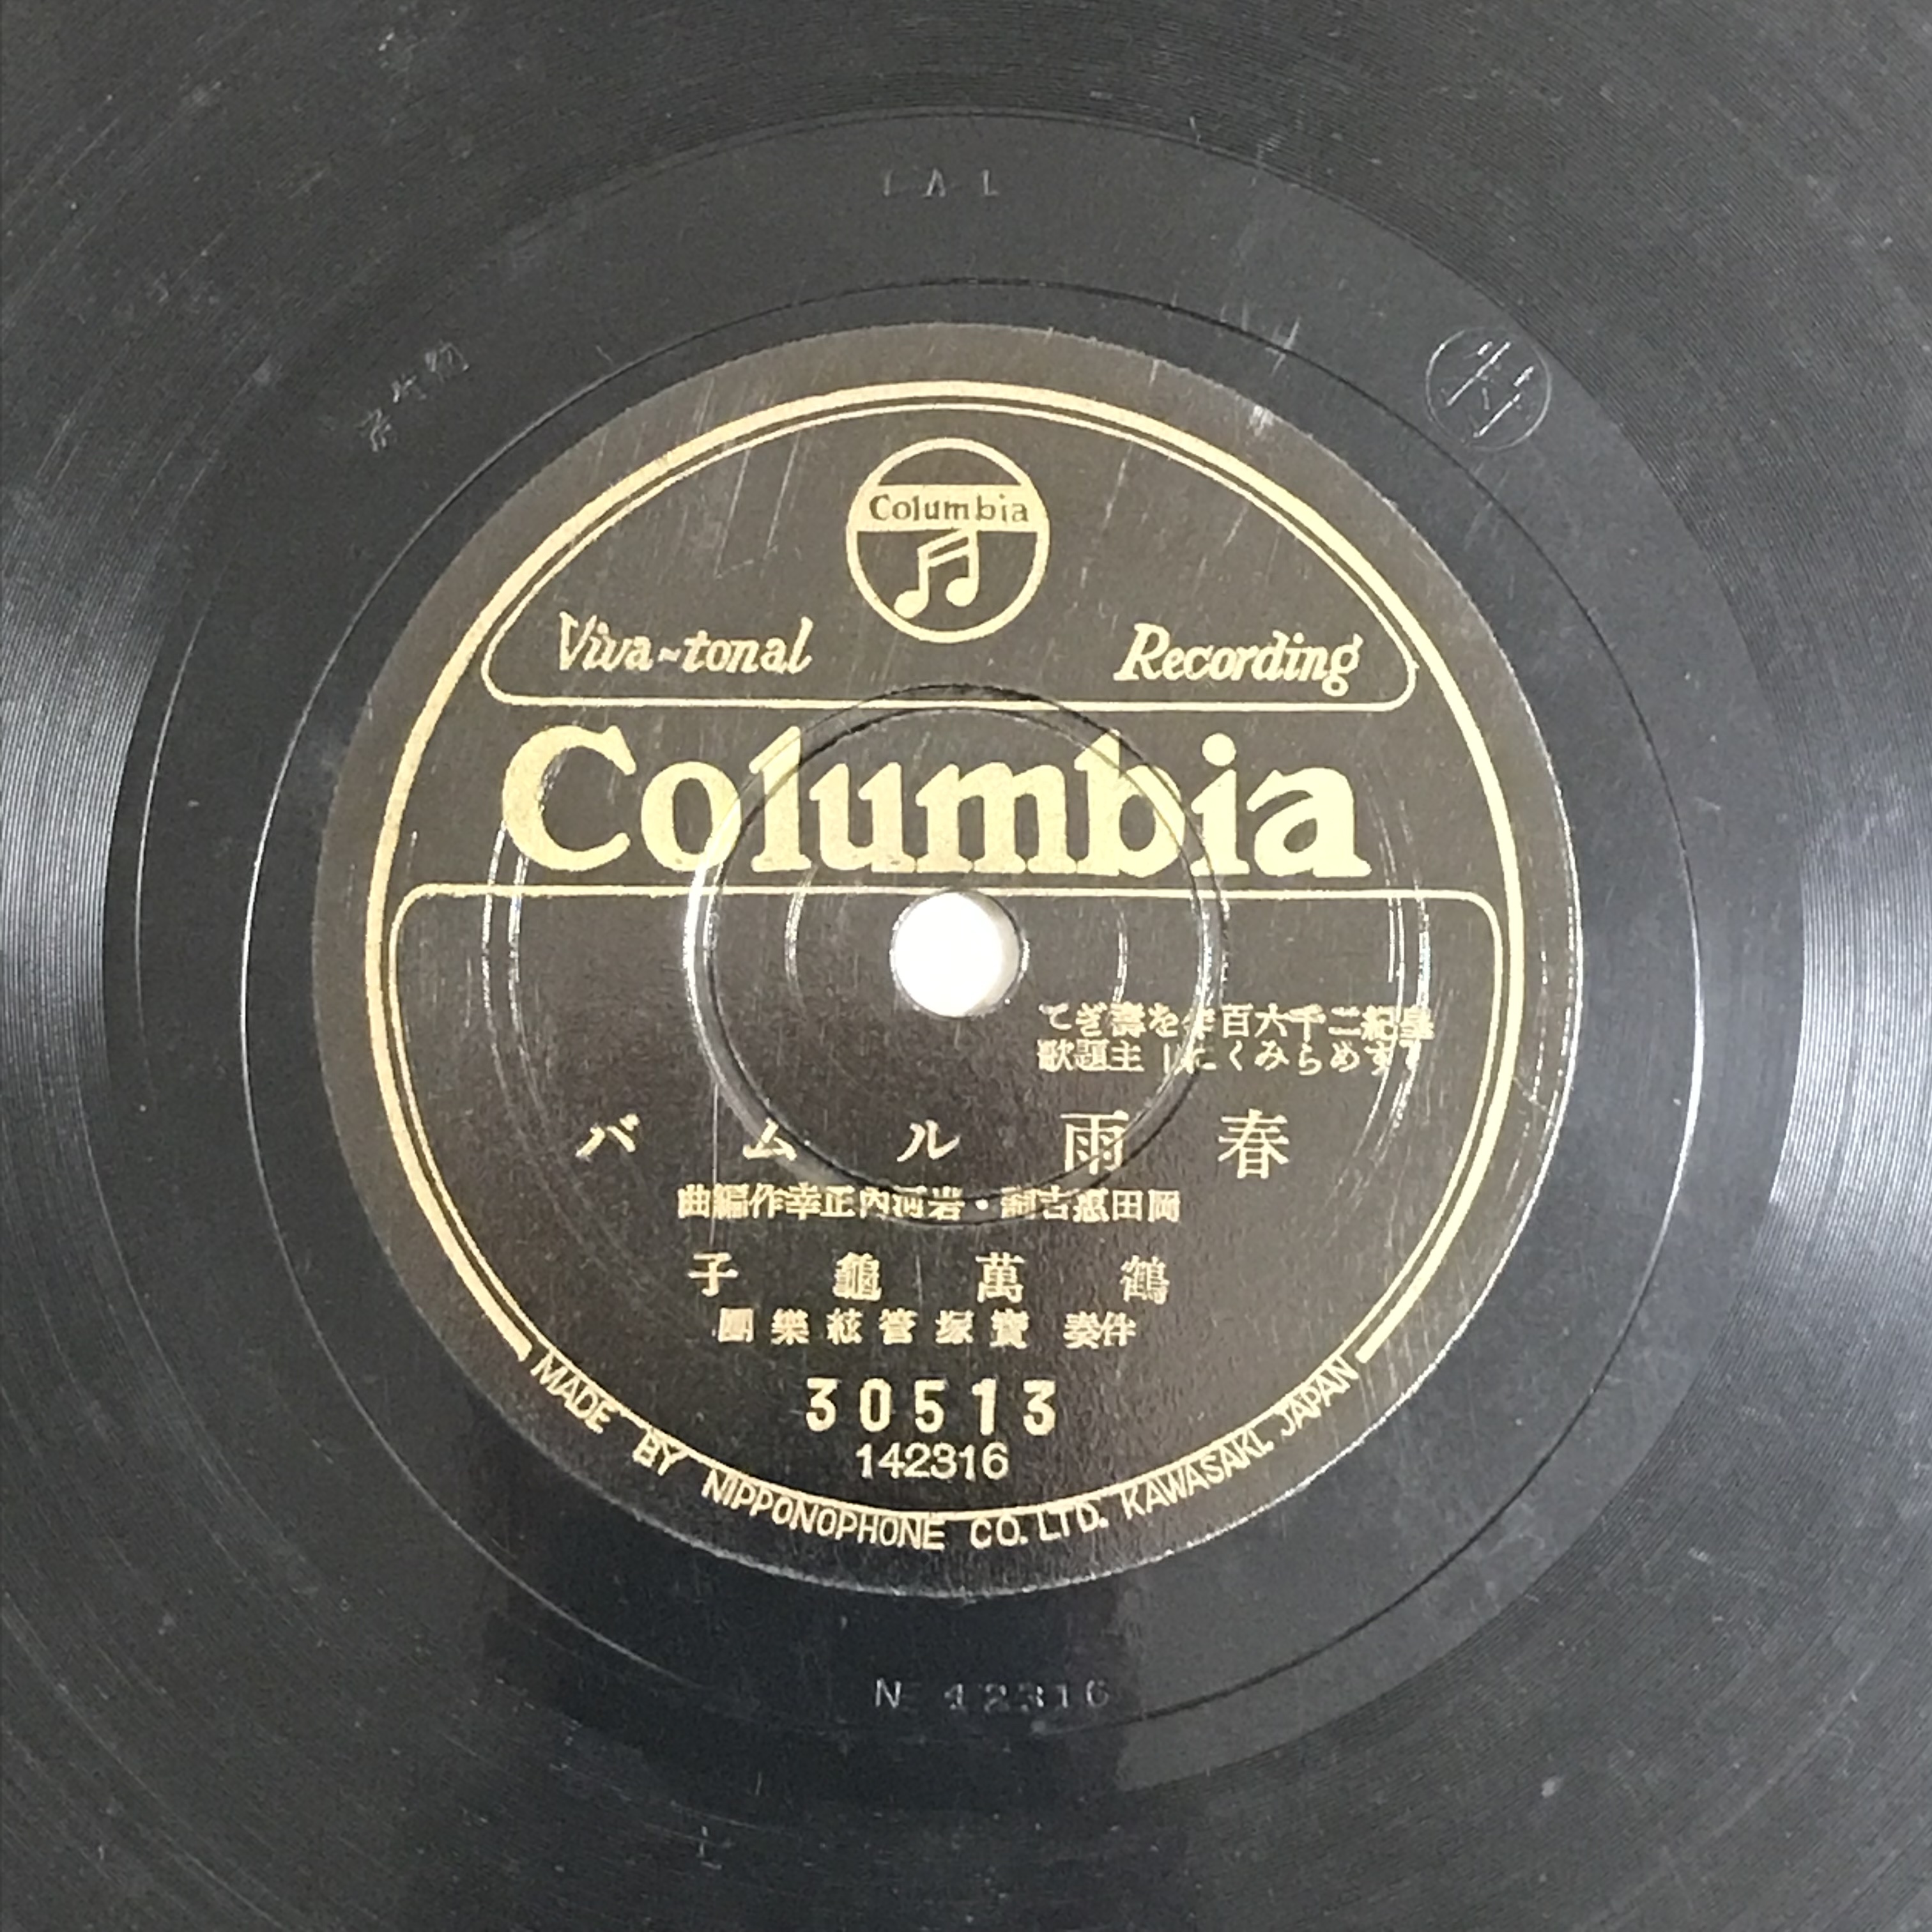 Columbia
Viva-tonal Recording
Columbia
皇紀二千六百年を壽ぎて
「すめらみくに」主題歌
春雨ルムバ
岡田惠吉詞・岩河內正幸作編曲
鶴萬龜子
伴奏 寶塚管絃樂團
30513
142316
MADE BY NIPPONOPHONE CO. LTD. KAWASAKI, JAPAN
42316